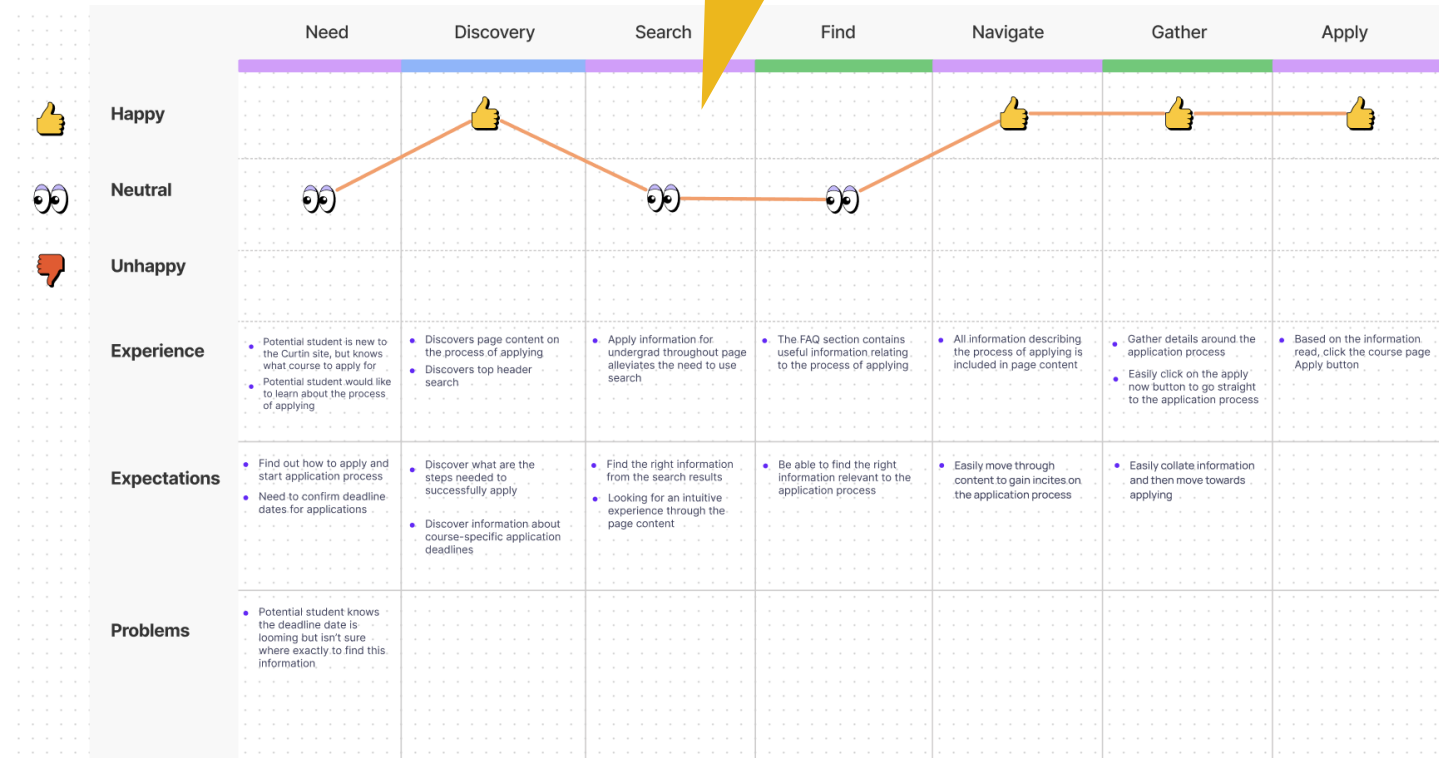 Need Discovery Search Find Navigate Gather Apply
Happy
Neutral
Unhappy
Experience
Potential student is new to
the Curtin site, but knows
what course to apply for
Potential student would like
to learn about the process
of applying
Discovers page content on
the process of applying
Discovers top header
search
Apply information for
undergrad throughout page
alleviates the need to use
search
The FAQ section contains
useful information relating
to the process of applying
All information describing
the process of applying is
included in page content
Gather details around the
application process
Easily click on the apply
now button to go straight
to the application process
Based on the information
read, click the course page
Apply button
Expectations
Find out how to apply and
start application process
Need to confirm deadline
dates for applications
Discover what are the
steps needed to
successfully apply
Discover information about
course-specific application
deadlines
Find the right information
from the search results
Looking for an intuitive
experience through the
page content
Be able to find the right
information relevant to the
application process
Easily move through
content to gain incites on
the application process
Easily collate information
and then move towards
applying
Problems
Potential student knows
the deadline date is
looming but isn't sure
where exactly to find this
information